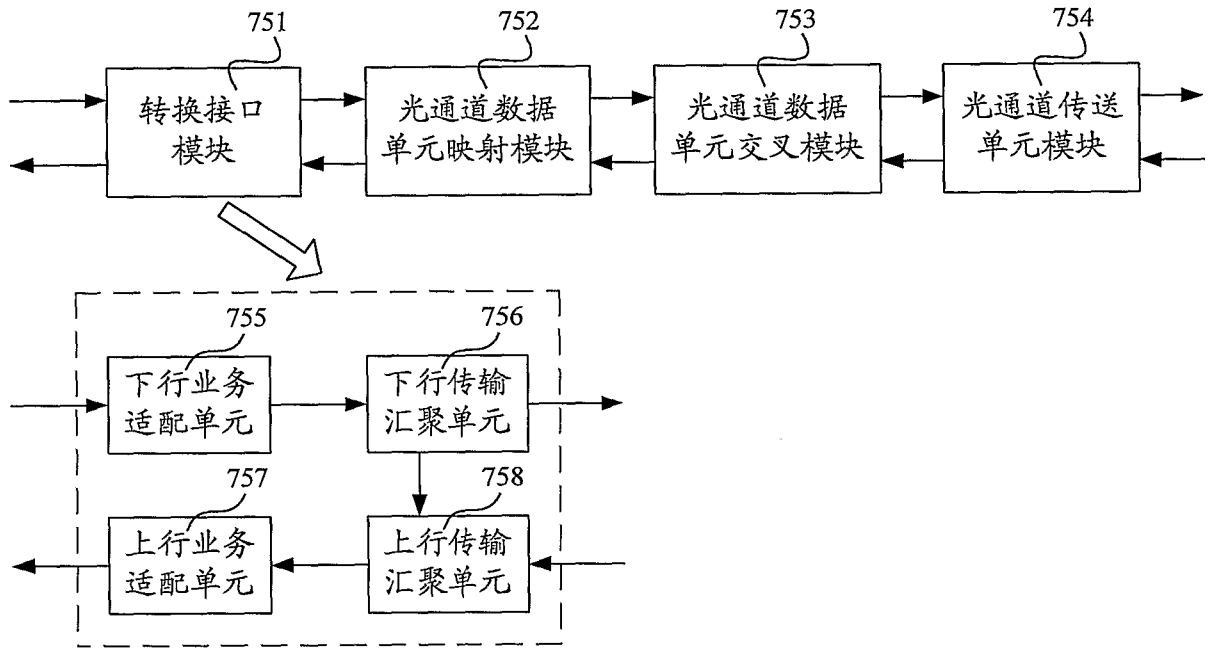 751
752
753
754
转换接口
模块
光通道数据
单元映射模块
光通道数据
单元交叉模块
光通道传送
单元模块
755
756
下行业务
适配单元
下行传输
汇聚单元
757
758
上行业务
适配单元
上行传输
汇聚单元